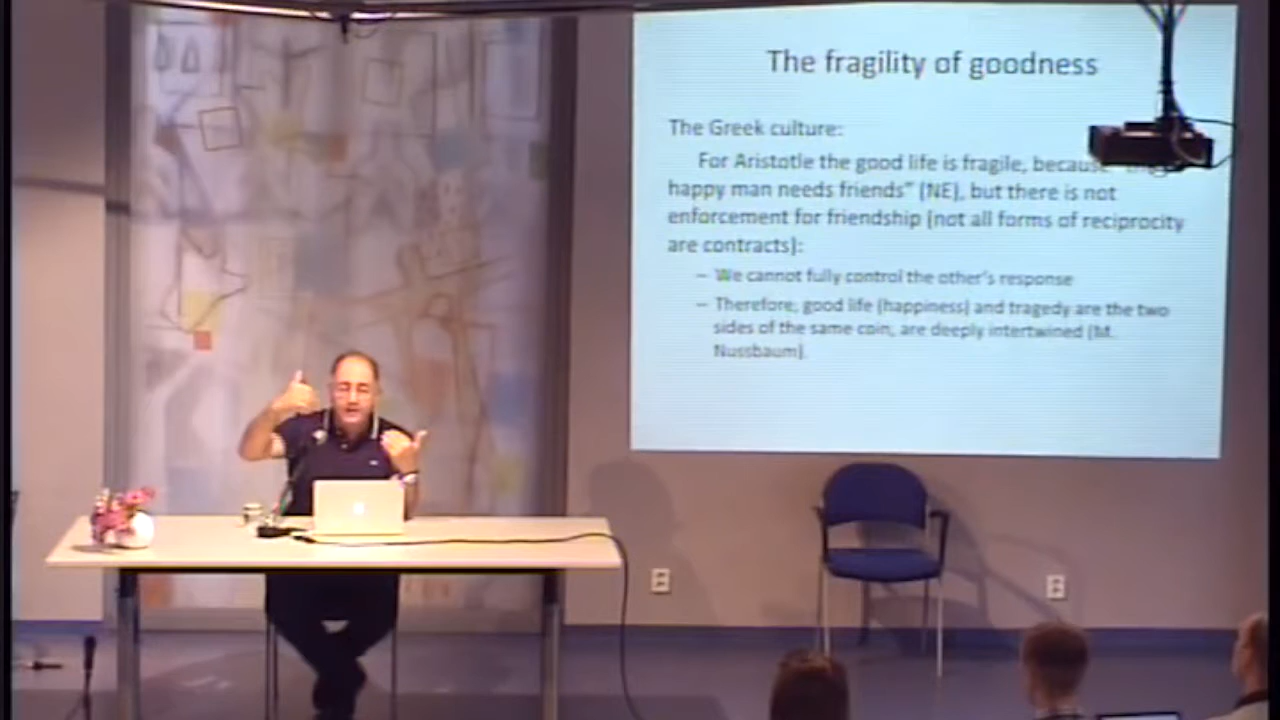 The fragility of goodness
The Greek culture:
For Aristotle the good life is fragile, because
happy man needs friends" (NE), but there is not
enforcement for friendship (not all forms of reciprocity
are contracts):
– We cannot fully control the other's response
– Therefore, good life (happiness) and tragedy are the two
sides of the same coin, are deeply intertwined (M.
Nussbaum).